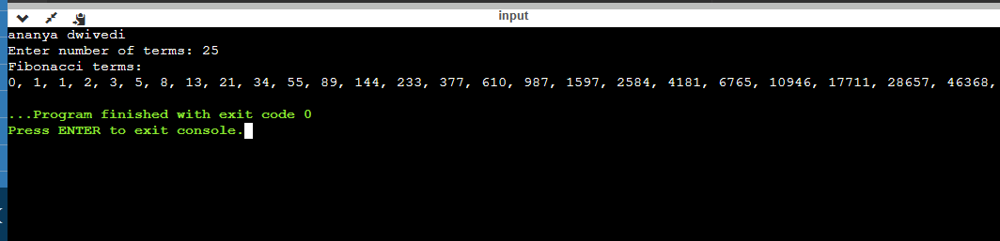 input
ananya dwivedi
Enter number of terms: 25
Fibonacci terms:
0, 1, 1, 2, 3, 5, 8, 13, 21, 34, 55, 89, 144, 233, 377, 610, 987, 1597, 2584, 4181, 6765, 10946, 17711, 28657, 46368,
...Program finished with exit code 0
Press ENTER to exit console.